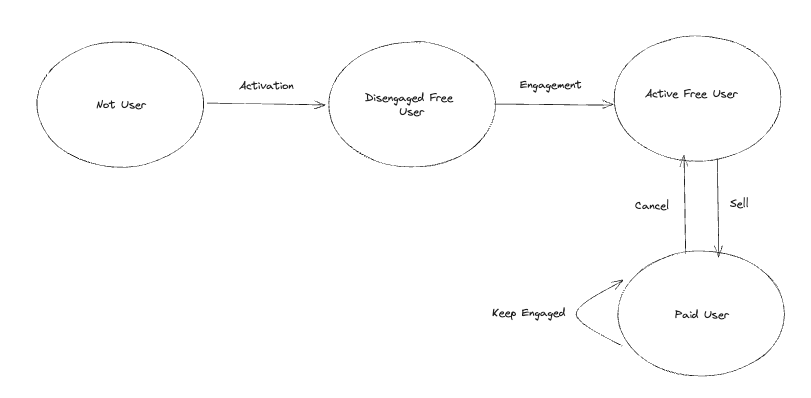 Activation
Engagement
Not User
Disengaged Free
User
Active Free User
Cancel
Sell
Keep Engaged
Paid User